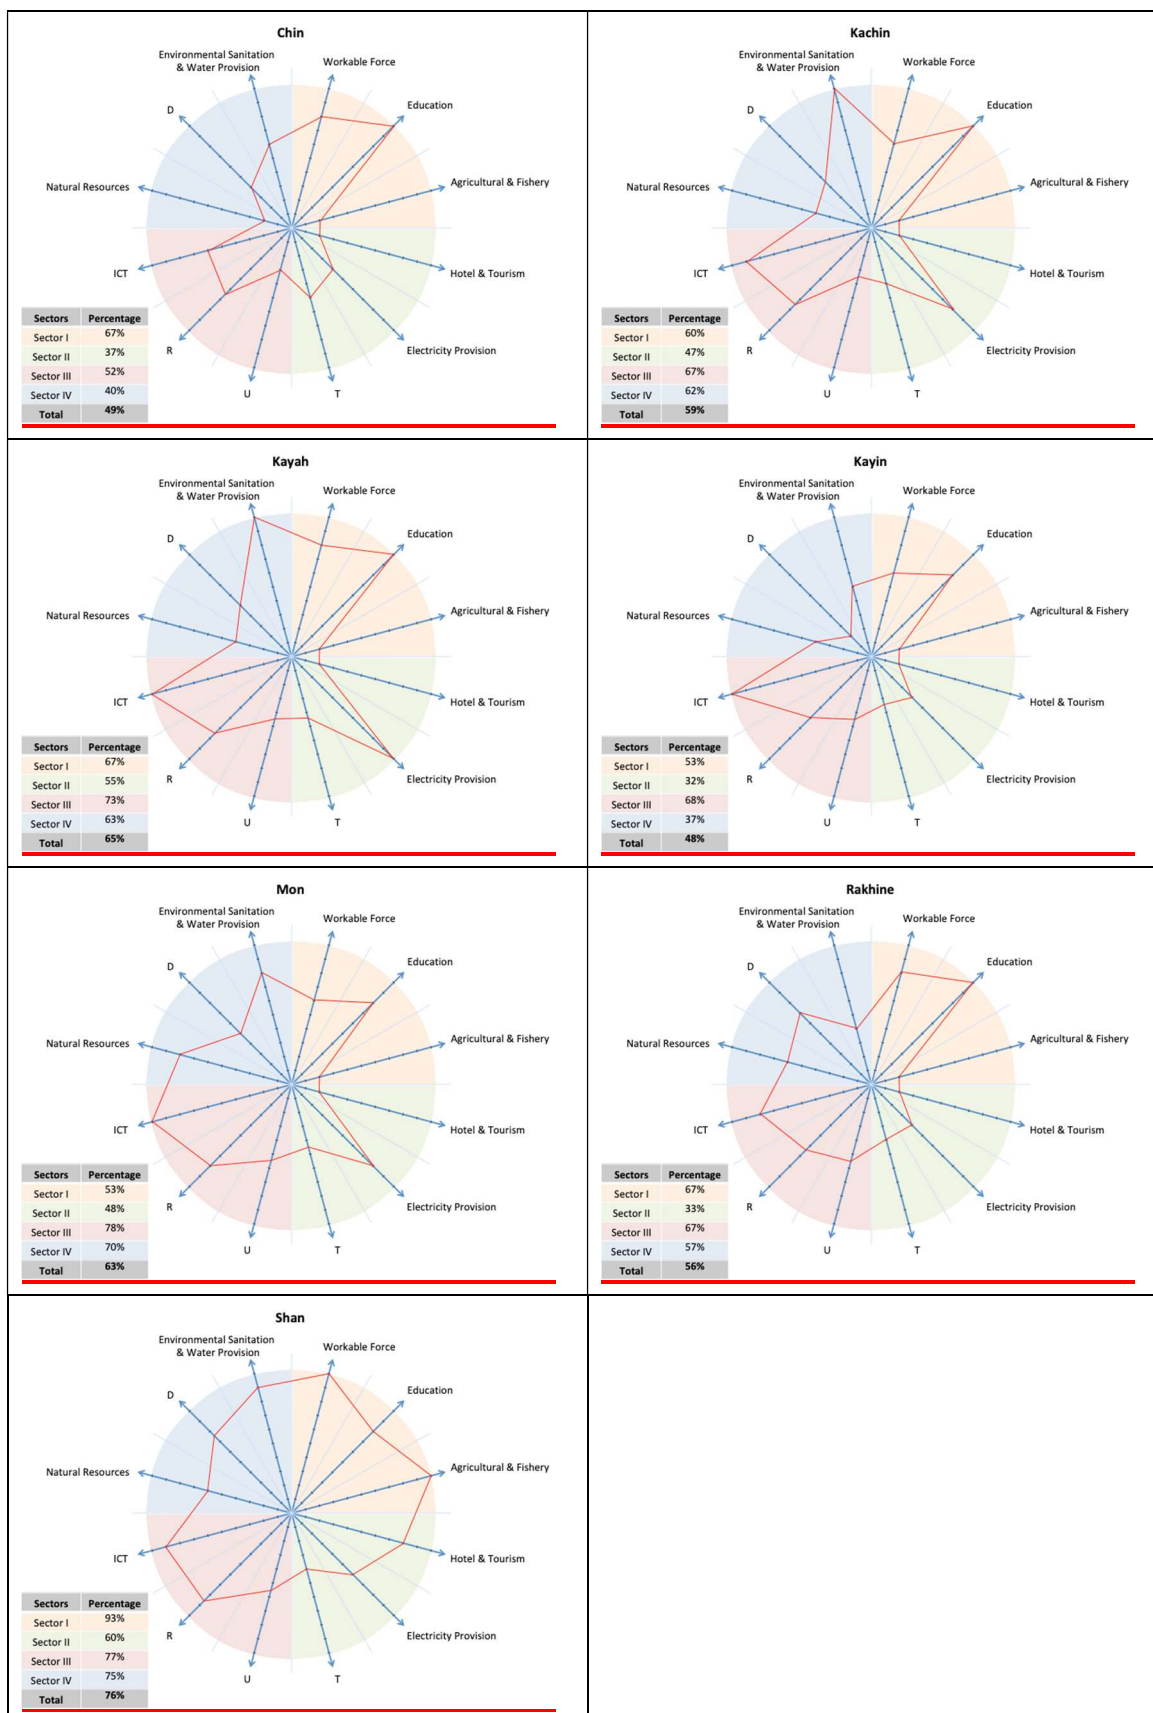 Chin
Environmental Sanitation
& Water Provision
Workable Force
D
Education
Natural Resources
Agricultural & Fishery
ICT
Hotel & Tourism
R
Electricity Provision
U
T
Sectors Percentage
Sector I 67%
Sector II 37%
Sector III 52%
Sector IV 40%
Total 49%
Kachin
Environmental Sanitation
& Water Provision
Workable Force
D
Education
Natural Resources
Agricultural & Fishery
ICT
Hotel & Tourism
R
Electricity Provision
U
T
Sectors Percentage
Sector I 60%
Sector II 47%
Sector III 67%
Sector IV 62%
Total 59%
Kayah
Environmental Sanitation
& Water Provision
Workable Force
D
Education
Natural Resources
Agricultural & Fishery
ICT
Hotel & Tourism
R
Electricity Provision
U
T
Sectors Percentage
Sector I 67%
Sector II 55%
Sector III 73%
Sector IV 63%
Total 65%
Kayin
Environmental Sanitation
& Water Provision
Workable Force
D
Education
Natural Resources
Agricultural & Fishery
ICT
Hotel & Tourism
R
Electricity Provision
U
T
Sectors Percentage
Sector I 53%
Sector II 32%
Sector III 68%
Sector IV 37%
Total 48%
Mon
Environmental Sanitation
& Water Provision
Workable Force
D
Education
Natural Resources
Agricultural & Fishery
ICT
Hotel & Tourism
R
Electricity Provision
U
T
Sectors Percentage
Sector I 53%
Sector II 48%
Sector III 78%
Sector IV 70%
Total 63%
Rakhine
Environmental Sanitation
& Water Provision
Workable Force
D
Education
Natural Resources
Agricultural & Fishery
ICT
Hotel & Tourism
R
Electricity Provision
U
T
Sectors Percentage
Sector I 67%
Sector II 33%
Sector III 67%
Sector IV 57%
Total 56%
Shan
Environmental Sanitation
& Water Provision
Workable Force
D
Education
Natural Resources
Agricultural & Fishery
ICT
Hotel & Tourism
R
Electricity Provision
U
T
Sectors Percentage
Sector I 93%
Sector II 60%
Sector III 77%
Sector IV 75%
Total 76%